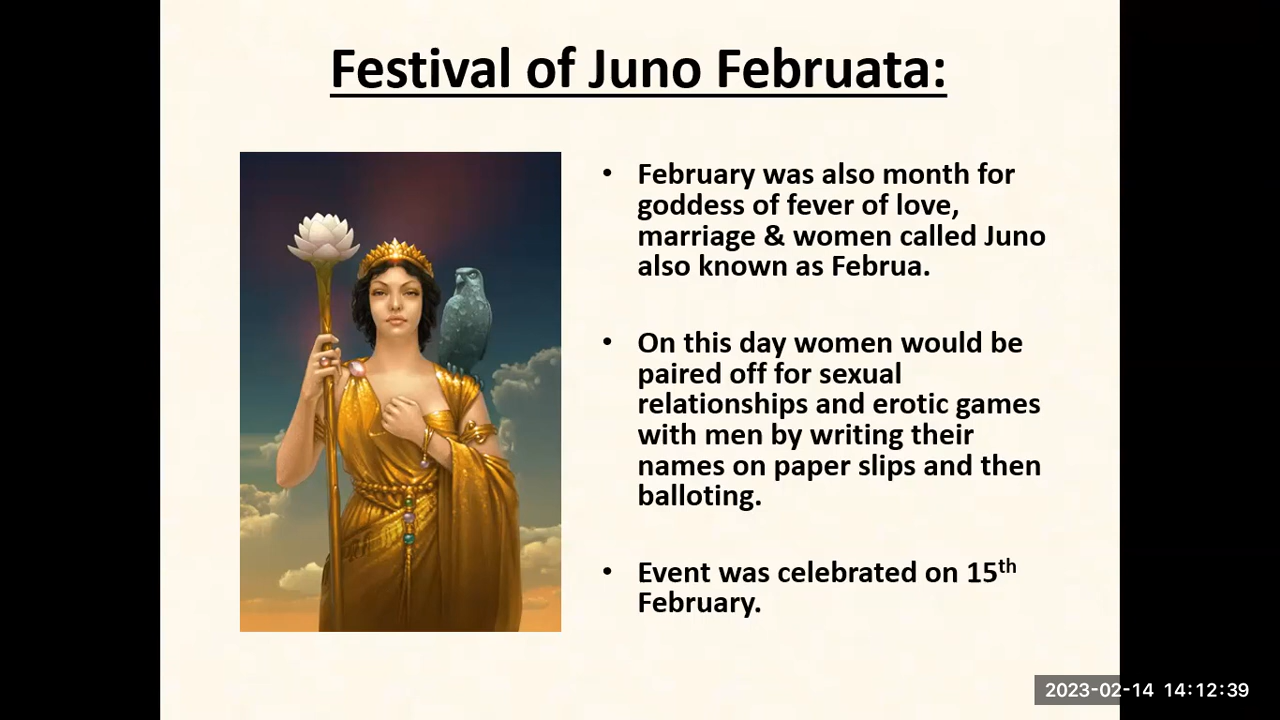 Festival of Juno Februata:
• February was also month for
goddess of fever of love,
marriage & women called Juno
also known as Februa.
• On this day women would be
paired off for sexual
relationships and erotic games
with men by writing their
names on paper slips and then
balloting.
• Event was celebrated on 15th
February.
2023-02-14 14:12:39